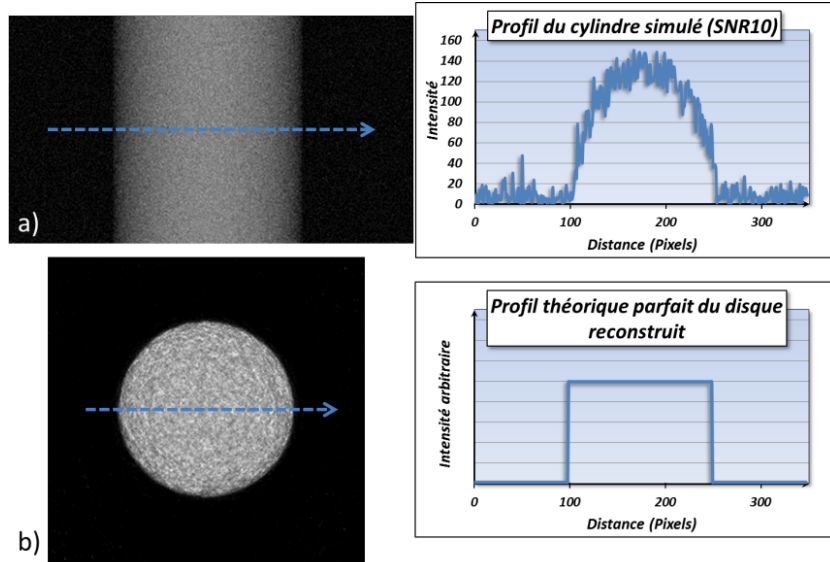 a)
Profil du cylindre simulé (SNR10)
Intensité
160
140
120
100
80
60
40
20
0
0 100 200 300
Distance (Pixels)
b)
Profil théorique parfait du disque
reconstruit
Intensité arbitraire
0 100 200 300
Distance (Pixels)